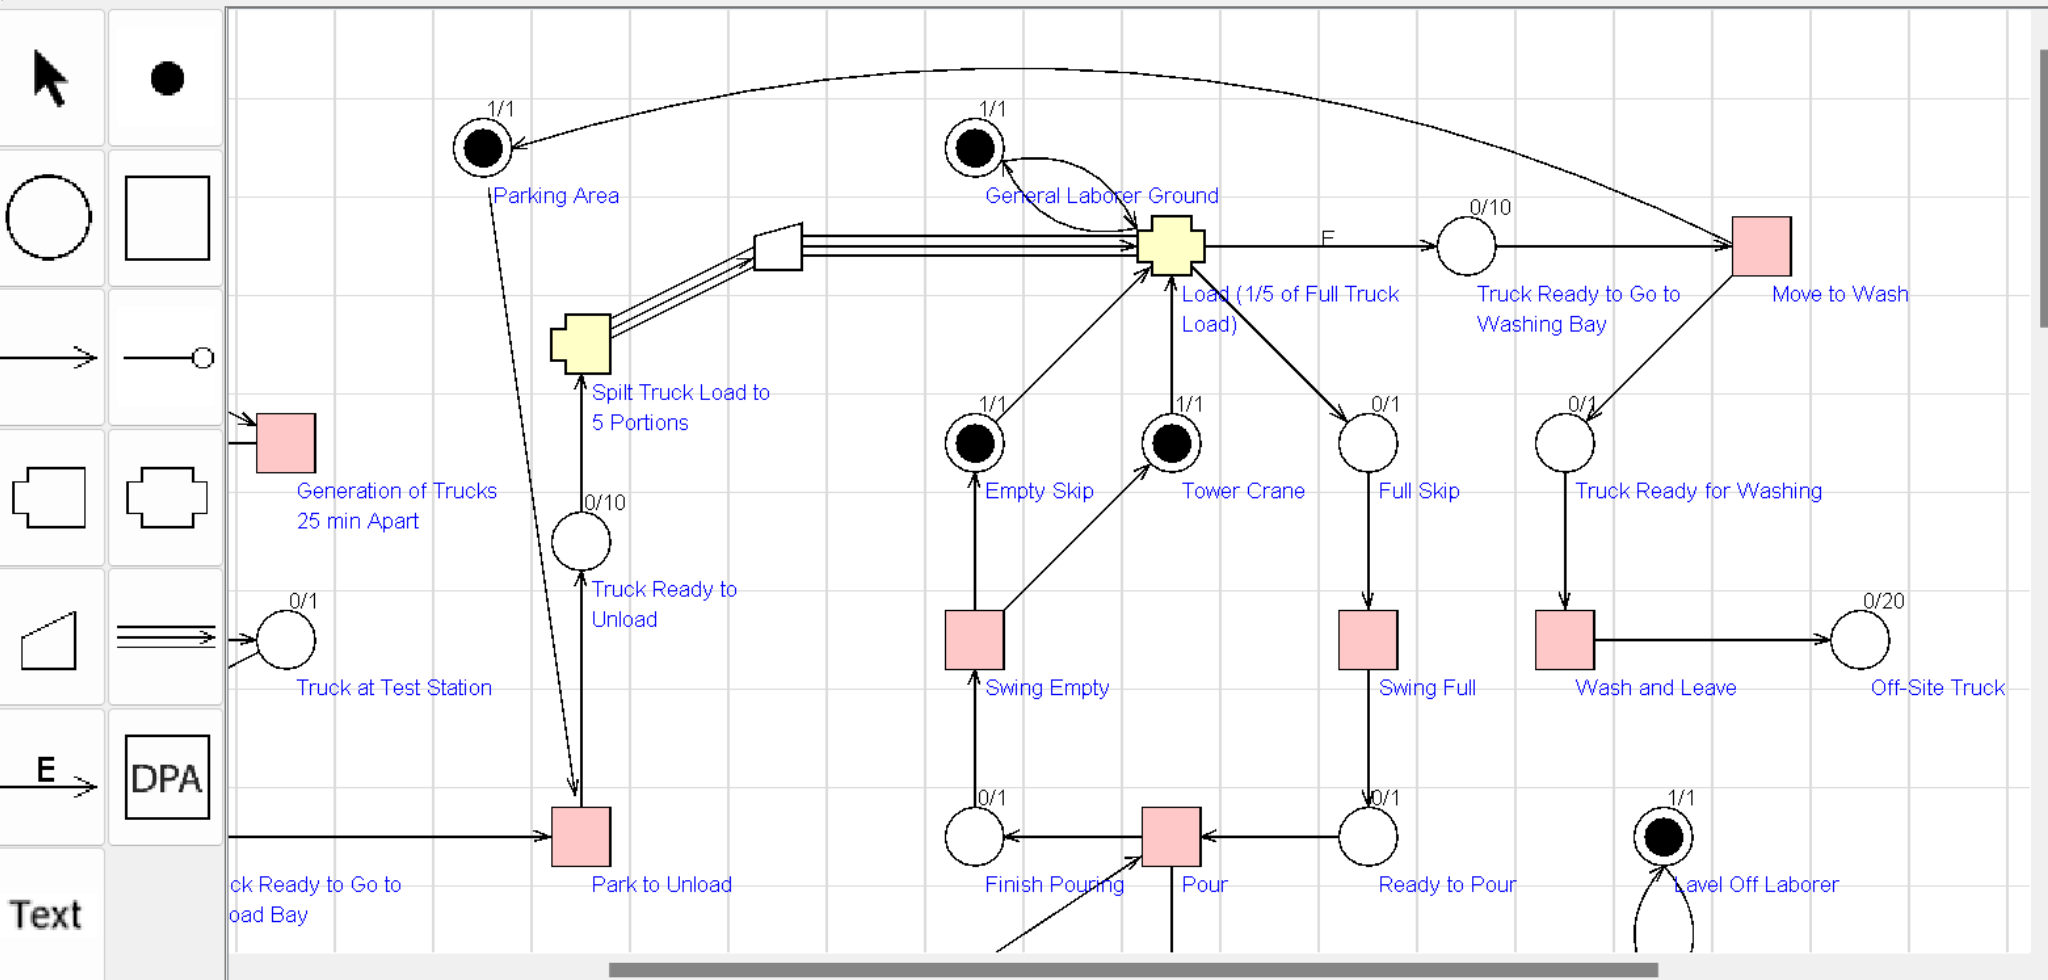 1/1
1/1
Parking Area
General Laborer Ground
0/10
E
Load (1/5 of Full Truck
Load)
Truck Ready to Go to
Washing Bay
Move to Wash
Spilt Truck Load to
5 Portions
1/1
1/1
0/1
0/1
Generation of Trucks
25 min Apart
0/10
Empty Skip
Tower Crane
Full Skip
Truck Ready for Washing
Truck Ready to
Unload
0/1
0/20
Truck at Test Station
Swing Empty
Swing Full
Wash and Leave
Off-Site Truck
E
DPA
0/1
0/1
1/1
ck Ready to Go to
oad Bay
Park to Unload
Finish Pouring
Pour
Ready to Pour
Lavel Off Laborer
Text